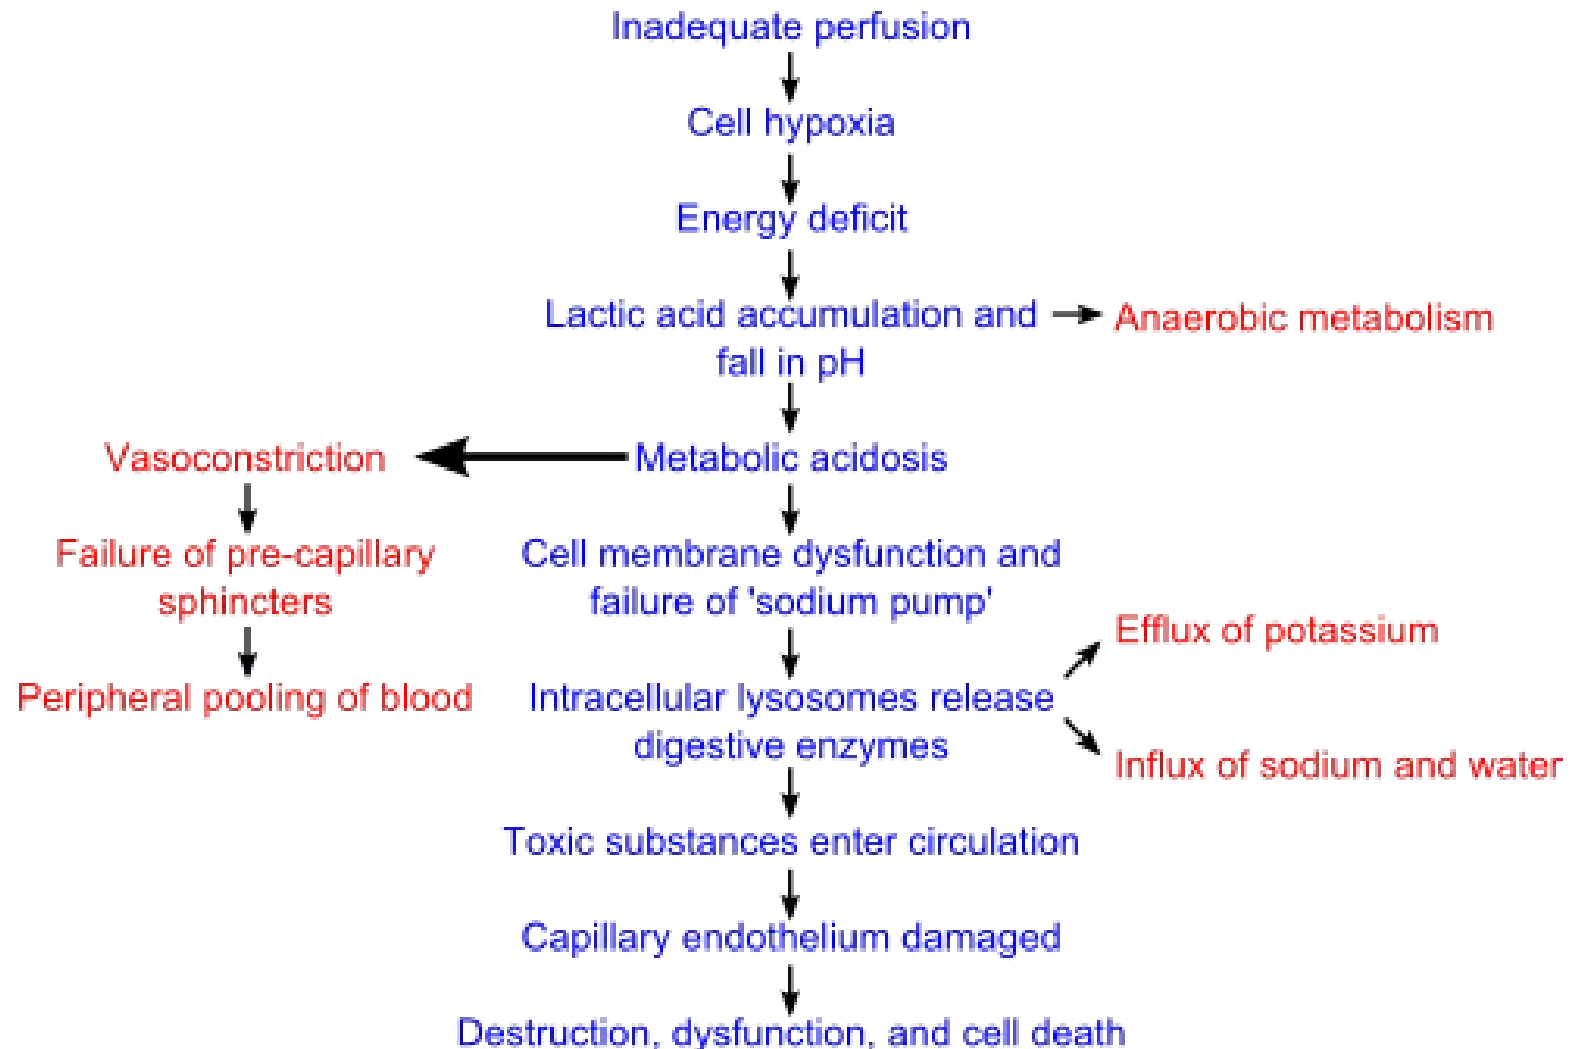 Inadequate perfusion
Cell hypoxia
Energy deficit
Lactic acid accumulation and
fall in pH
Anaerobic metabolism
Vasoconstriction
Metabolic acidosis
Failure of pre-capillary
sphincters
Cell membrane dysfunction and
failure of 'sodium pump'
Efflux of potassium
Peripheral pooling of blood
Intracellular lysosomes release
digestive enzymes
Influx of sodium and water
Toxic substances enter circulation
Capillary endothelium damaged
Destruction, dysfunction, and cell death